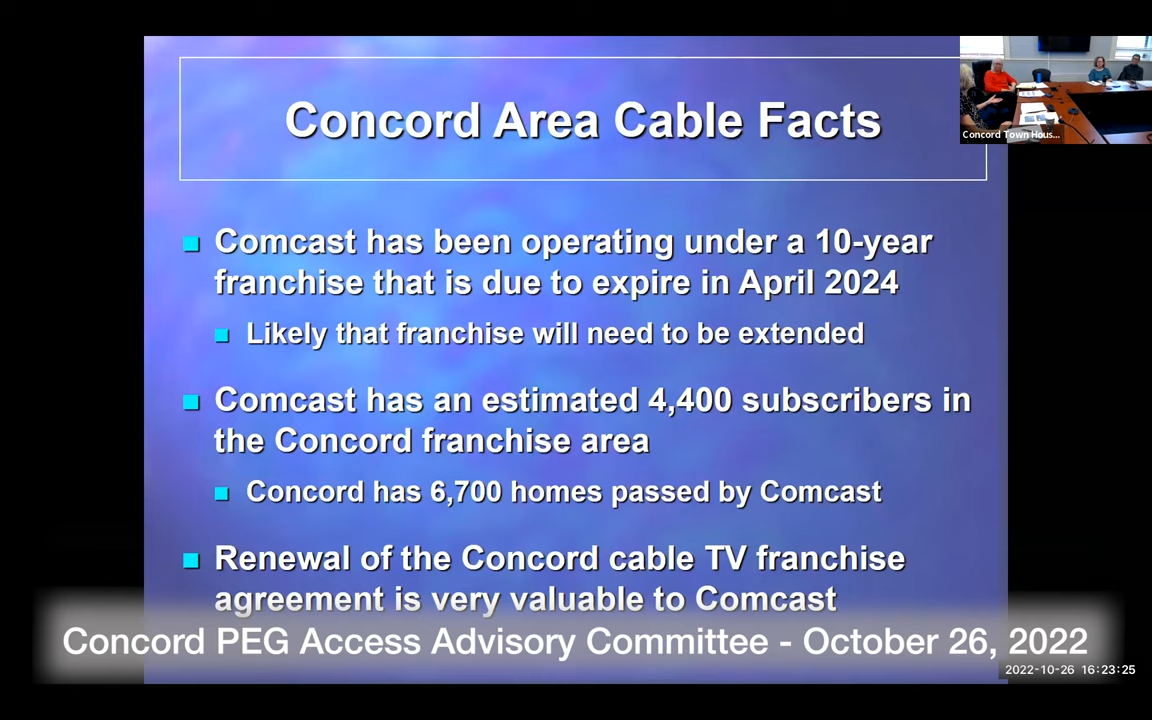 Concord Area Cable Facts
Concord Town Hous...
Comcast has been operating under a 10-year
franchise that is due to expire in April 2024
Likely that franchise will need to be extended
Comcast has an estimated 4,400 subscribers in
the Concord franchise area
Concord has 6,700 homes passed by Comcast
Renewal of the Concord cable TV franchise
agreement is very valuable to Comcast
Concord PEG Access Advisory Committee - October 26, 2022
2022-10-26 16:23:25